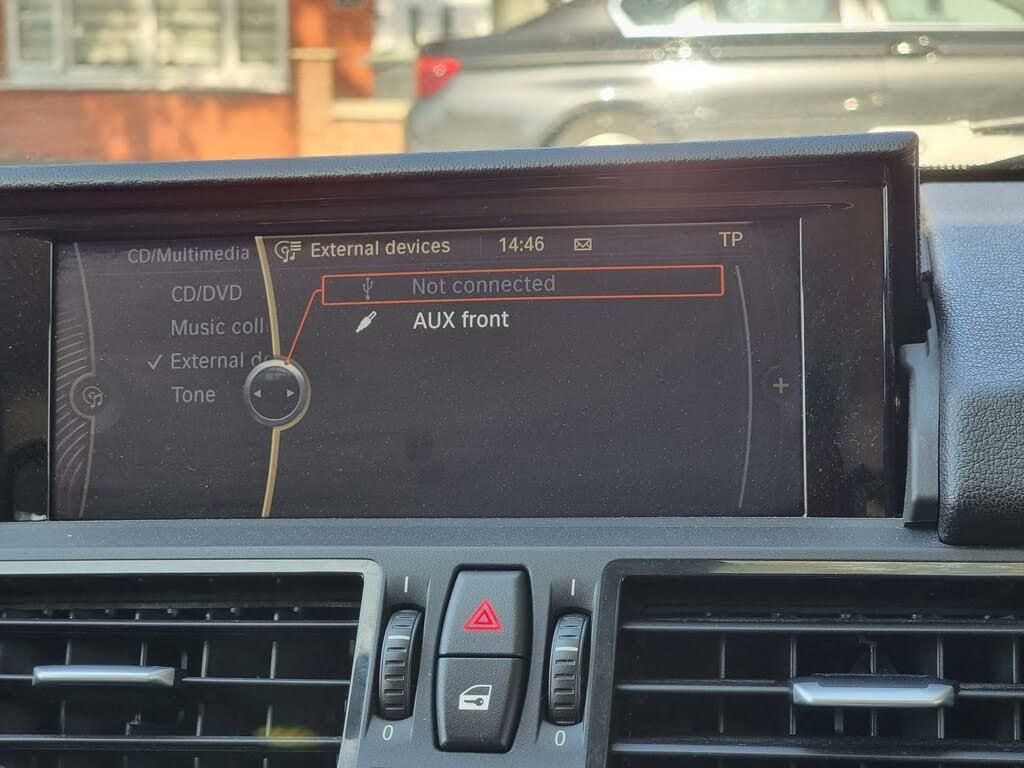 CD/Multimedia
External devices 14:46 TP
CD/DVD
Not connected
Music coll
AUX front
External de
Tone
+
0 0